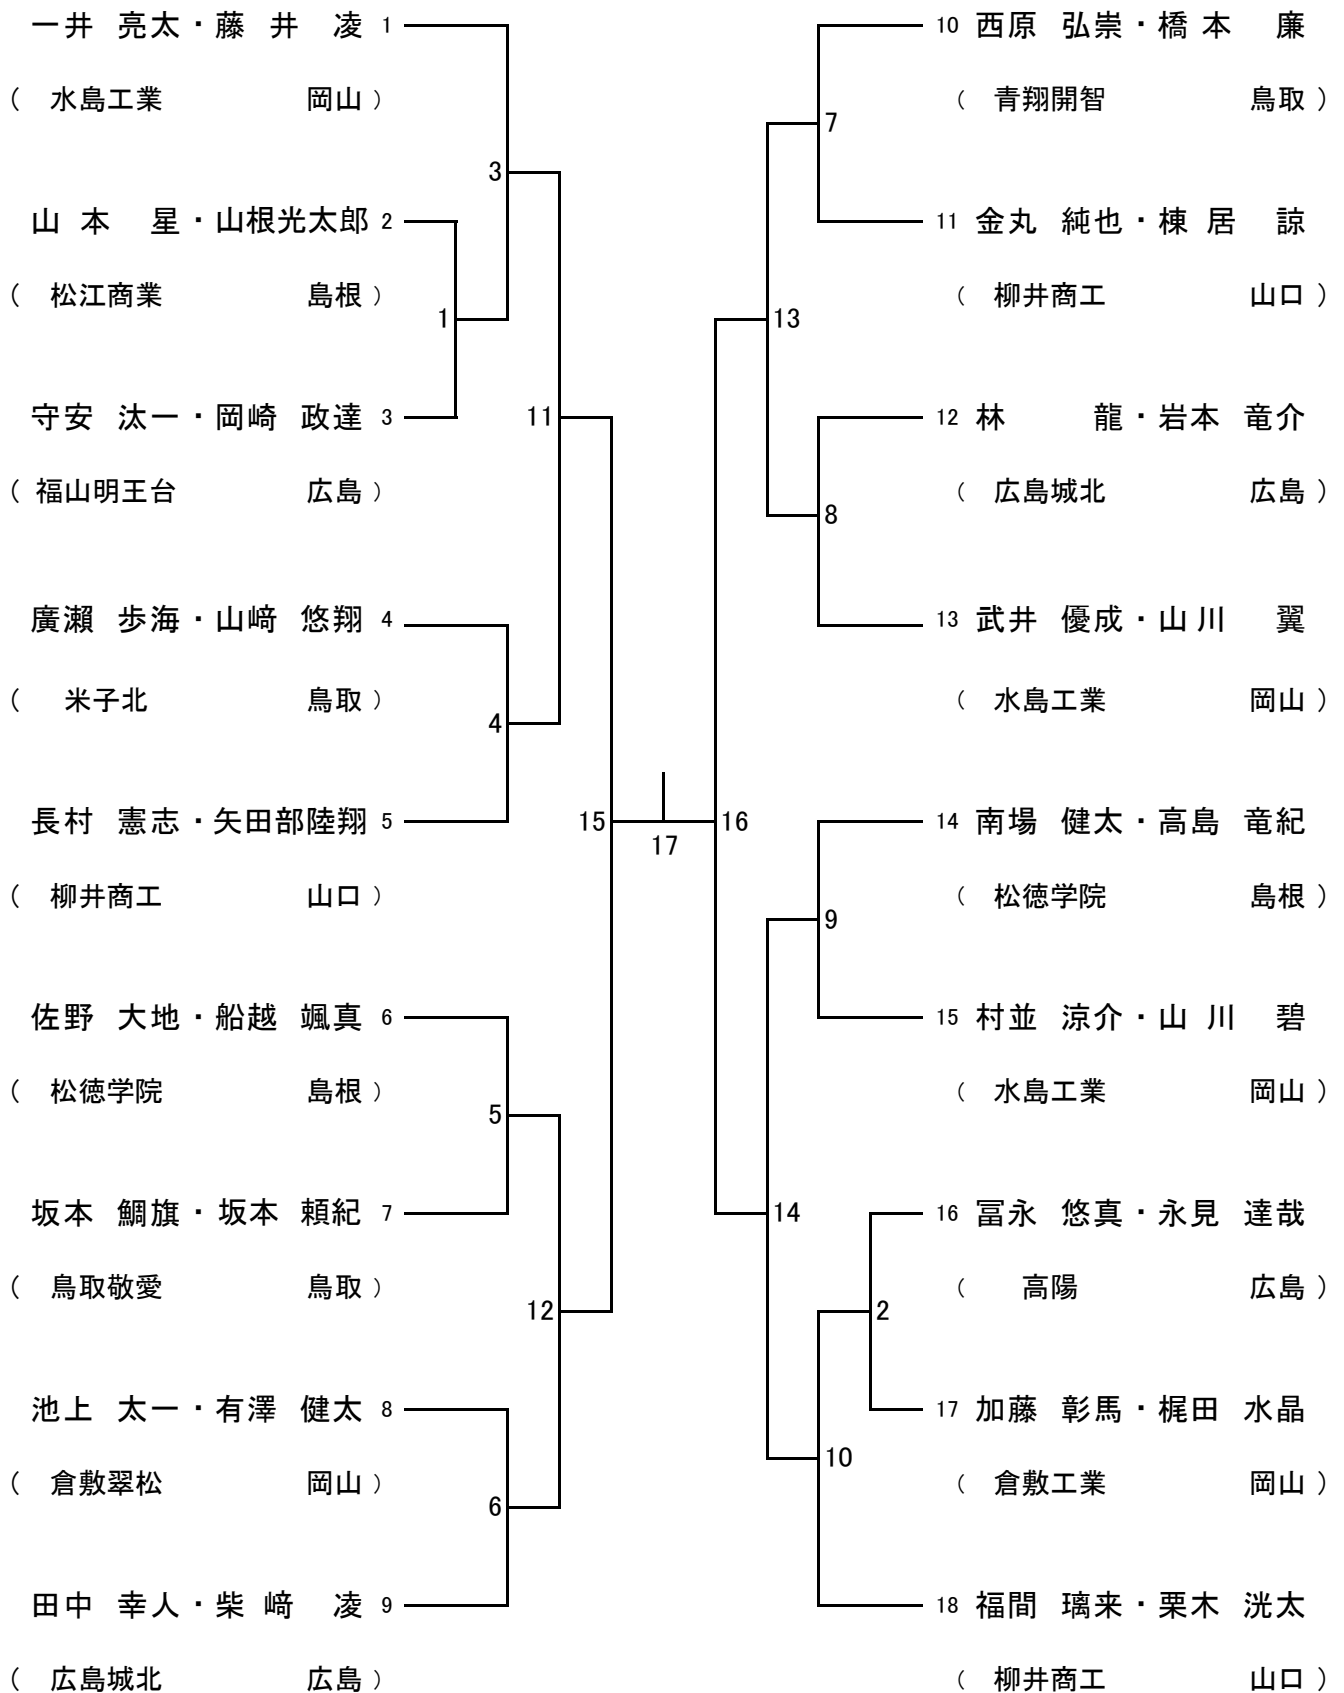 一井 亮太・藤井 凌 1
( 水島工業 岡山 )
山本 星・山根光太郎 2
( 松江商業 島根 )
守安 汰一・岡崎 政達 3
( 福山明王台 広島 )
廣瀨 歩海・山﨑 悠翔 4
( 米子北 鳥取 )
長村 憲志・矢田部陸翔 5
( 柳井商工 山口 )
佐野 大地・船越 颯真 6
( 松徳学院 島根 )
坂本 鯛旗・坂本 頼紀 7
( 鳥取敬愛 鳥取 )
池上 太一・有澤 健太 8
( 倉敷翠松 岡山 )
田中 幸人・柴﨑 凌 9
( 広島城北 広島 )
3
1
11
4
15
5
12
6
17
16
7
13
8
9
14
2
10
10 西原 弘崇・橋本 廉
( 青翔開智 鳥取 )
11 金丸 純也・棟居 諒
( 柳井商工 山口 )
12 林 龍・岩本 竜介
( 広島城北 広島 )
13 武井 優成・山川 翼
( 水島工業 岡山 )
14 南場 健太・高島 竜紀
( 松徳学院 島根 )
15 村並 涼介・山川 碧
( 水島工業 岡山 )
16 冨永 悠真・永見 達哉
( 高陽 広島 )
17 加藤 彰馬・梶田 水晶
( 倉敷工業 岡山 )
18 福間 璃来・栗木 洸太
( 柳井商工 山口 )